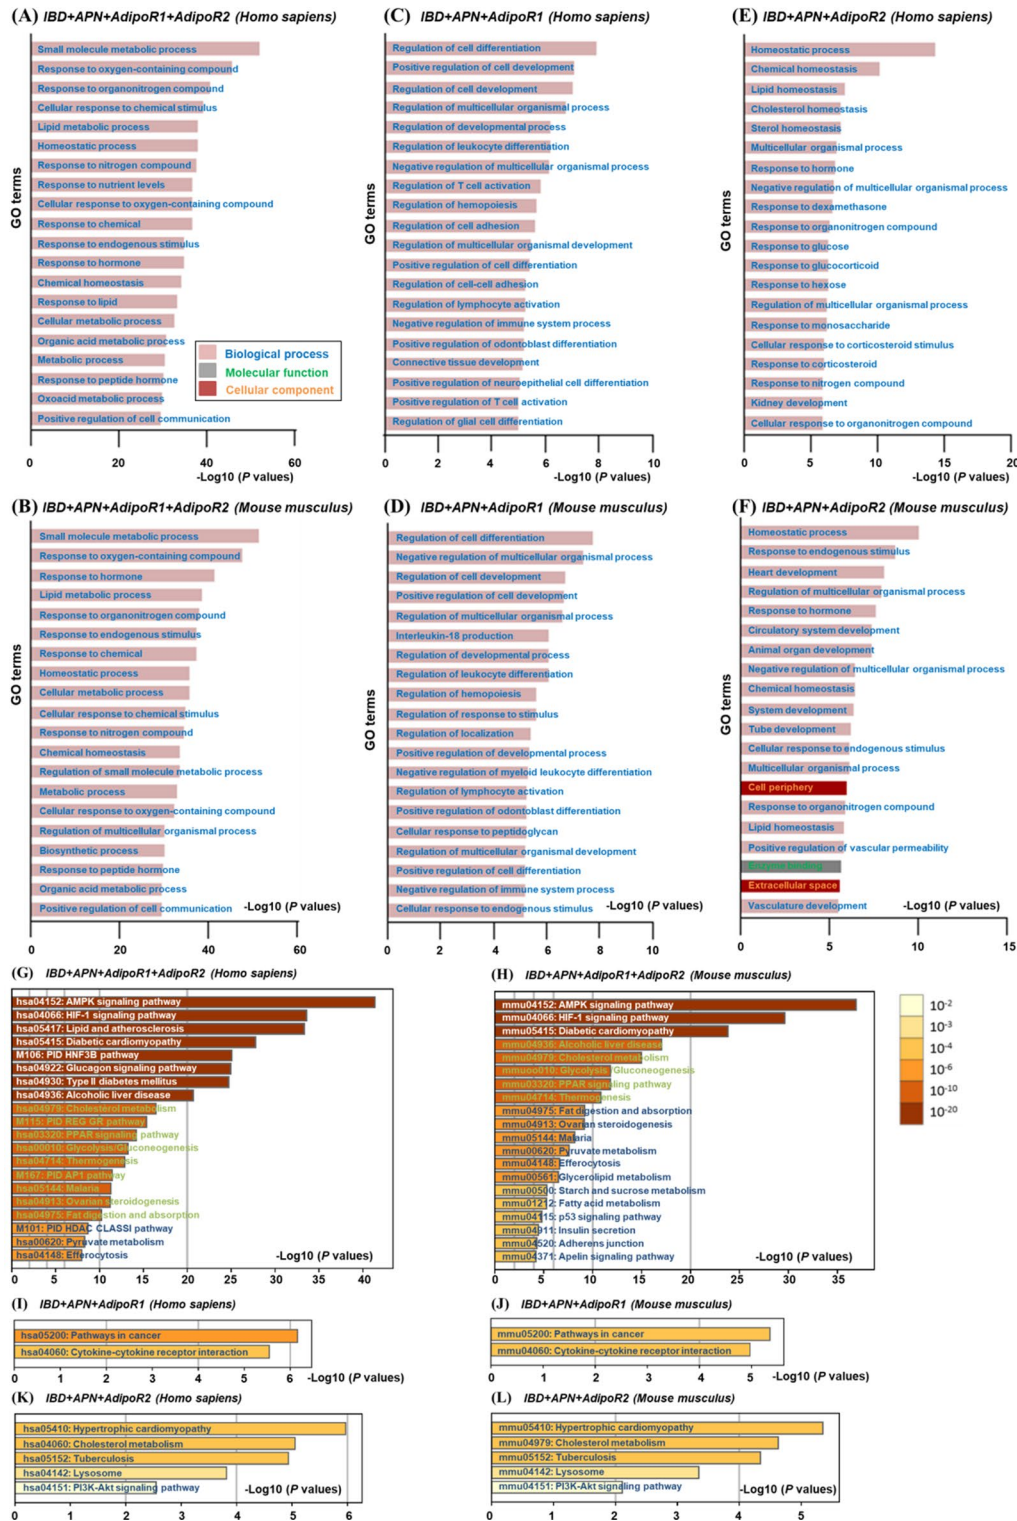 (A) IBD+APN+AdipoR1+AdipoR2 (Homo sapiens)
GO terms
Small molecule metabolic process
Response to oxygen-containing compound
Response to organonitrogen compound
Cellular response to chemical stimulus
Lipid metabolic process
Homeostatic process
Response to nitrogen compound
Response to nutrient levels
Cellular response to oxygen-containing compound
Response to chemical
Response to endogenous stimulus
Response to hormone
Chemical homeostasis
Response to lipid
Cellular metabolic process
Organic acid metabolic process
Metabolic process
Response to peptide hormone
Oxoacid metabolic process
Positive regulation of cell communication
Biological process
Molecular function
Cellular component
0 20 40 60
-Log10 (P values)
(C) IBD+APN+AdipoR1 (Homo sapiens)
GO terms
Regulation of cell differentiation
Positive regulation of cell development
Regulation of cell development
Regulation of multicellular organismal process
Regulation of developmental process
Regulation of leukocyte differentiation
Negative regulation of multicellular organismal process
Regulation of T cell activation
Regulation of hemopoiesis
Regulation of cell adhesion
Regulation of multicellular organismal development
Positive regulation of cell differentiation
Regulation of cell-cell adhesion
Regulation of lymphocyte activation
Negative regulation of immune system process
Positive regulation of odontoblast differentiation
Connective tissue development
Positive regulation of neuroepithelial cell differentiation
Positive regulation of T cell activation
Regulation of glial cell differentiation
0 2 4 6 8 10
-Log10 (P values)
(E) IBD+APN+AdipoR2 (Homo sapiens)
GO terms
Homeostatic process
Chemical homeostasis
Lipid homeostasis
Cholesterol homeostasis
Sterol homeostasis
Multicellular organismal process
Response to hormone
Negative regulation of multicellular organismal process
Response to dexamethasone
Response to organonitrogen compound
Response to glucose
Response to glucocorticoid
Response to hexose
Regulation of multicellular organismal process
Response to monosaccharide
Cellular response to corticosteroid stimulus
Response to corticosteroid
Response to nitrogen compound
Kidney development
Cellular response to organonitrogen compound
0 5 10 15 20
-Log10 (P values)
(B) IBD+APN+AdipoR1+AdipoR2 (Mouse musculus)
GO terms
Small molecule metabolic process
Response to oxygen-containing compound
Response to hormone
Lipid metabolic process
Response to organonitrogen compound
Response to endogenous stimulus
Response to chemical
Homeostatic process
Cellular metabolic process
Cellular response to chemical stimulus
Response to nitrogen compound
Chemical homeostasis
Regulation of small molecule metabolic process
Metabolic process
Cellular response to oxygen-containing compound
Regulation of multicellular organismal process
Biosynthetic process
Response to peptide hormone
Organic acid metabolic process
Positive regulation of cell communication
-Log10 (P values)
0 20 40 60
(D) IBD+APN+AdipoR1 (Mouse musculus)
GO terms
Regulation of cell differentiation
Negative regulation of multicellular organismal process
Regulation of cell development
Positive regulation of cell development
Regulation of multicellular organismal process
Interleukin-18 production
Regulation of developmental process
Regulation of leukocyte differentiation
Regulation of hemopoiesis
Regulation of response to stimulus
Regulation of localization
Positive regulation of developmental process
Negative regulation of myeloid leukocyte differentiation
Regulation of lymphocyte activation
Positive regulation of odontoblast differentiation
Cellular response to peptidoglycan
Regulation of multicellular organismal development
Positive regulation of cell differentiation
Negative regulation of immune system process
Cellular response to endogenous stimulus
-Log10 (P values)
0 2 4 6 8 10
(F) IBD+APN+AdipoR2 (Mouse musculus)
GO terms
Homeostatic process
Response to endogenous stimulus
Heart development
Regulation of multicellular organismal process
Response to hormone
Circulatory system development
Animal organ development
Negative regulation of multicellular organismal process
Chemical homeostasis
System development
Tube development
Cellular response to endogenous stimulus
Multicellular organismal process
Cell periphery
Response to organonitrogen compound
Lipid homeostasis
Positive regulation of vascular permeability
Enzyme binding
Extracellular space
Vasculature development
-Log10 (P values)
0 5 10 15
(G) IBD+APN+AdipoR1+AdipoR2 (Homo sapiens)
hsa04152: AMPK signaling pathway
hsa04066: HIF-1 signaling pathway
hsa05417: Lipid and atherosclerosis
hsa05415: Diabetic cardiomyopathy
M106: PID HNF3B pathway
hsa04922: Glucagon signaling pathway
hsa04930: Type II diabetes mellitus
hsa04936: Alcoholic liver disease
hsa04979: Cholesterol metabolism
M115: PID REG GR pathway
hsa03320: PPAR signaling pathway
hsa00010: Glycolysis/Gluconeogenesis
hsa04714: Thermogenesis
M167: PID AP1 pathway
hsa05144: Malaria
hsa04913: Ovarian steroidogenesis
hsa04975: Fat digestion and absorption
M101: PID HDAC CLASSI pathway
hsa00620: Pyruvate metabolism
hsa04148: Efferocytosis
-Log10 (P values)
0 5 10 15 20 25 30 35 40
(H) IBD+APN+AdipoR1+AdipoR2 (Mouse musculus)
mmu04152: AMPK signaling pathway
mmu04066: HIF-1 signaling pathway
mmu05415: Diabetic cardiomyopathy
mmu04936: Alcoholic liver disease
mmu04979: Cholesterol metabolism
mmuoo010: Glycolysis/Gluconeogenesis
mmu03320: PPAR signaling pathway
mmu04714: Thermogenesis
mmu04975: Fat digestion and absorption
mmu04913: Ovarian steroidogenesis
mmu05144: Malaria
mmu00620: Pyruvate metabolism
mmu04148: Efferocytosis
mmu00561: Glycerolipid metabolism
mmu00500: Starch and sucrose metabolism
mmu01212: Fatty acid metabolism
mmu04115: p53 signaling pathway
mmu04911: Insulin secretion
mmu04520: Adherens junction
mmu04371: Apelin signaling pathway
-Log10 (P values)
0 5 10 15 20 25 30 35
10-2
10-3
10-4
10-6
10-10
10-20
(I) IBD+APN+AdipoR1 (Homo sapiens)
hsa05200: Pathways in cancer
hsa04060: Cytokine-cytokine receptor interaction
0 1 2 3 4 5 6 -Log10 (P values)
(J) IBD+APN+AdipoR1 (Mouse musculus)
mmu05200: Pathways in cancer
mmu04060: Cytokine-cytokine receptor interaction
0 1 2 3 4 5 -Log10 (P values)
(K) IBD+APN+AdipoR2 (Homo sapiens)
hsa05410: Hypertrophic cardiomyopathy
hsa04060: Cholesterol metabolism
hsa05152: Tuberculosis
hsa04142: Lysosome
hsa04151: PI3K-Akt signaling pathway
-Log10 (P values)
0 1 2 3 4 5 6
(L) IBD+APN+AdipoR2 (Mouse musculus)
mmu05410: Hypertrophic cardiomyopathy
mmu04979: Cholesterol metabolism
mmu05152: Tuberculosis
mmu04142: Lysosome
mmu04151: PI3K-Akt signaling pathway
-Log10 (P values)
0 1 2 3 4 5